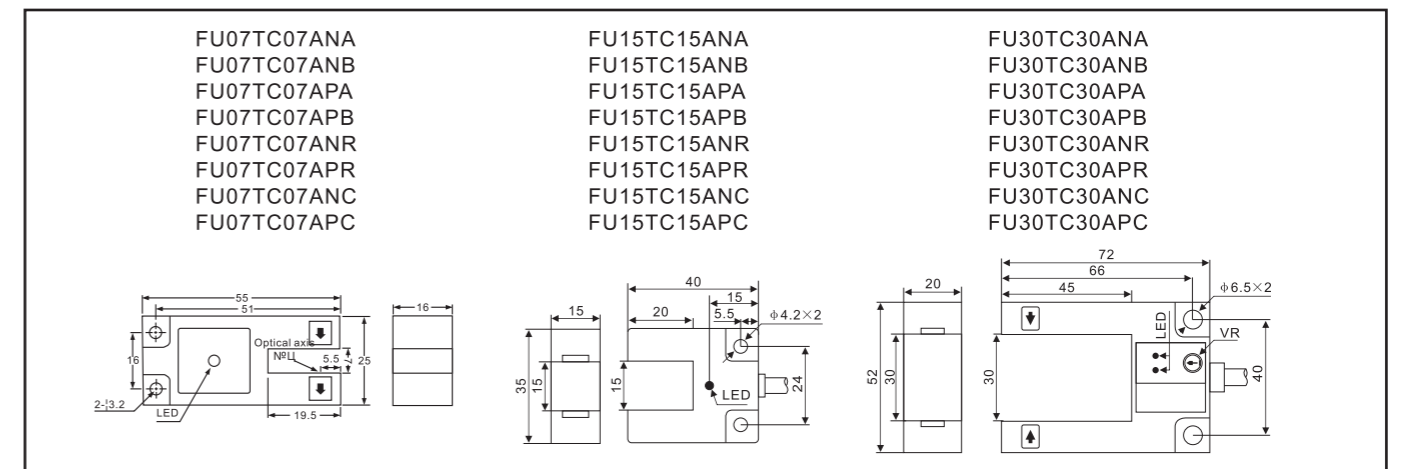 FU07TC07ANA
FU07TC07ANB
FU07TC07APA
FU07TC07APB
FU07TC07ANR
FU07TC07APR
FU07TC07ANC
FU07TC07APC
FU15TC15ANA
FU15TC15ANB
FU15TC15APA
FU15TC15APB
FU15TC15ANR
FU15TC15APR
FU15TC15ANC
FU15TC15APC
FU30TC30ANA
FU30TC30ANB
FU30TC30APA
FU30TC30APB
FU30TC30ANR
FU30TC30APR
FU30TC30ANC
FU30TC30APC
55
51
16
Optical axis
5.5
7
25
19.5
LED
16
15
35
15
40
15
20
5.5
ϕ4.2×2
15
LED
24
20
52
30
72
66
45
ϕ6.5×2
LED
VR
30
40